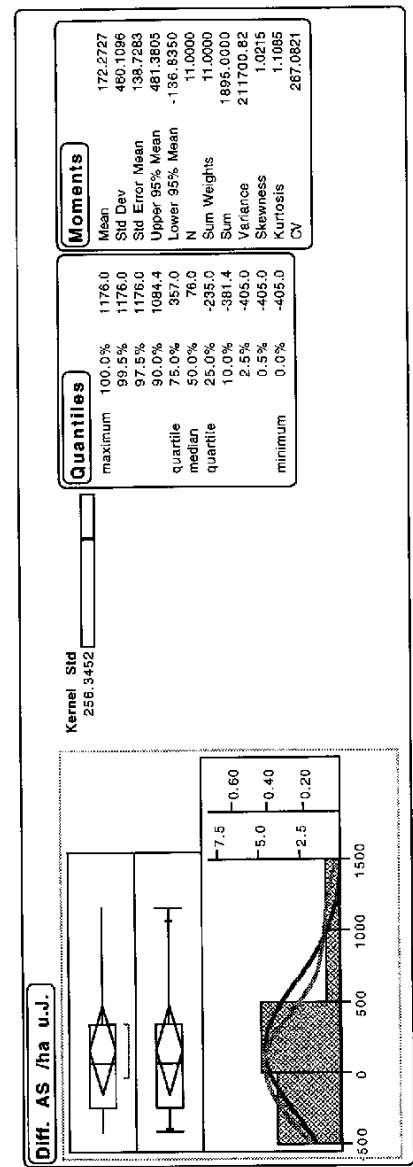 Diff. AS /ha u.J.
7.5
5.0
2.5
0.60
0.40
0.20
500
0
500
1000
1500
Kernel Std
256.3452
Quantiles
maximum 100.0% 1176.0
99.5% 1176.0
97.5% 1176.0
90.0% 1084.4
quartile 75.0% 357.0
median 50.0% 76.0
quartile 25.0% -235.0
10.0% -381.4
2.5% -405.0
0.5% -405.0
minimum 0.0% -405.0
Moments
Mean 172.2727
Std Dev 460.1096
Std Error Mean 138.7283
Upper 95% Mean 481.3805
Lower 95% Mean -136.8350
N 11.0000
Sum Weights 11.0000
Sum 1895.0000
Variance 211700.82
Skewness 1.0215
Kurtosis 1.1085
CV 267.0821